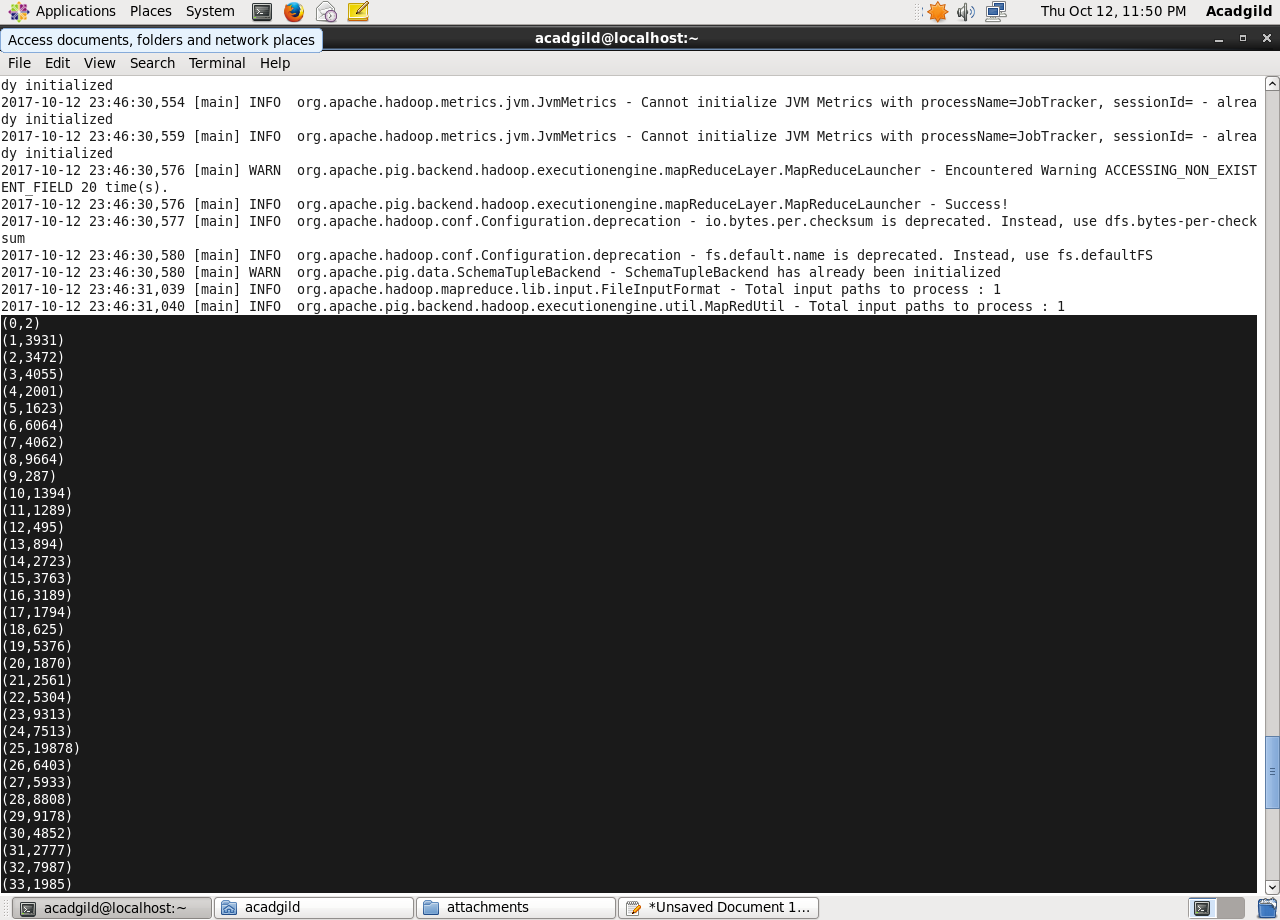 Applications Places System Thu Oct 12, 11:50 PM Acadgild
Access documents, folders and network places acadgild@localhost:~
File Edit View Search Terminal Help
dy initialized
2017-10-12 23:46:30,554 [main] INFO  org.apache.hadoop.metrics.jvm.JvmMetrics - Cannot initialize JVM Metrics with processName=JobTracker, sessionId= - alrea
dy initialized
2017-10-12 23:46:30,559 [main] INFO  org.apache.hadoop.metrics.jvm.JvmMetrics - Cannot initialize JVM Metrics with processName=JobTracker, sessionId= - alrea
dy initialized
2017-10-12 23:46:30,576 [main] WARN  org.apache.pig.backend.hadoop.executionengine.mapReduceLayer.MapReduceLauncher - Encountered Warning ACCESSING_NON_EXIST
ENT_FIELD 20 time(s).
2017-10-12 23:46:30,576 [main] INFO  org.apache.pig.backend.hadoop.executionengine.mapReduceLayer.MapReduceLauncher - Success!
2017-10-12 23:46:30,577 [main] INFO  org.apache.hadoop.conf.Configuration.deprecation - io.bytes.per.checksum is deprecated. Instead, use dfs.bytes-per-check
sum
2017-10-12 23:46:30,580 [main] INFO  org.apache.hadoop.conf.Configuration.deprecation - fs.default.name is deprecated. Instead, use fs.defaultFS
2017-10-12 23:46:30,580 [main] WARN  org.apache.pig.data.SchemaTupleBackend - SchemaTupleBackend has already been initialized
2017-10-12 23:46:31,039 [main] INFO  org.apache.hadoop.mapreduce.lib.input.FileInputFormat - Total input paths to process : 1
2017-10-12 23:46:31,040 [main] INFO  org.apache.pig.backend.hadoop.executionengine.util.MapRedUtil - Total input paths to process : 1
(0,2)
(1,3931)
(2,3472)
(3,4055)
(4,2001)
(5,1623)
(6,6064)
(7,4062)
(8,9664)
(9,287)
(10,1394)
(11,1289)
(12,495)
(13,894)
(14,2723)
(15,3763)
(16,3189)
(17,1794)
(18,625)
(19,5376)
(20,1870)
(21,2561)
(22,5304)
(23,9313)
(24,7513)
(25,19878)
(26,6403)
(27,5933)
(28,8808)
(29,9178)
(30,4852)
(31,2777)
(32,7987)
(33,1985)
acadgild@localhost:~ acadgild attachments *Unsaved Document 1...